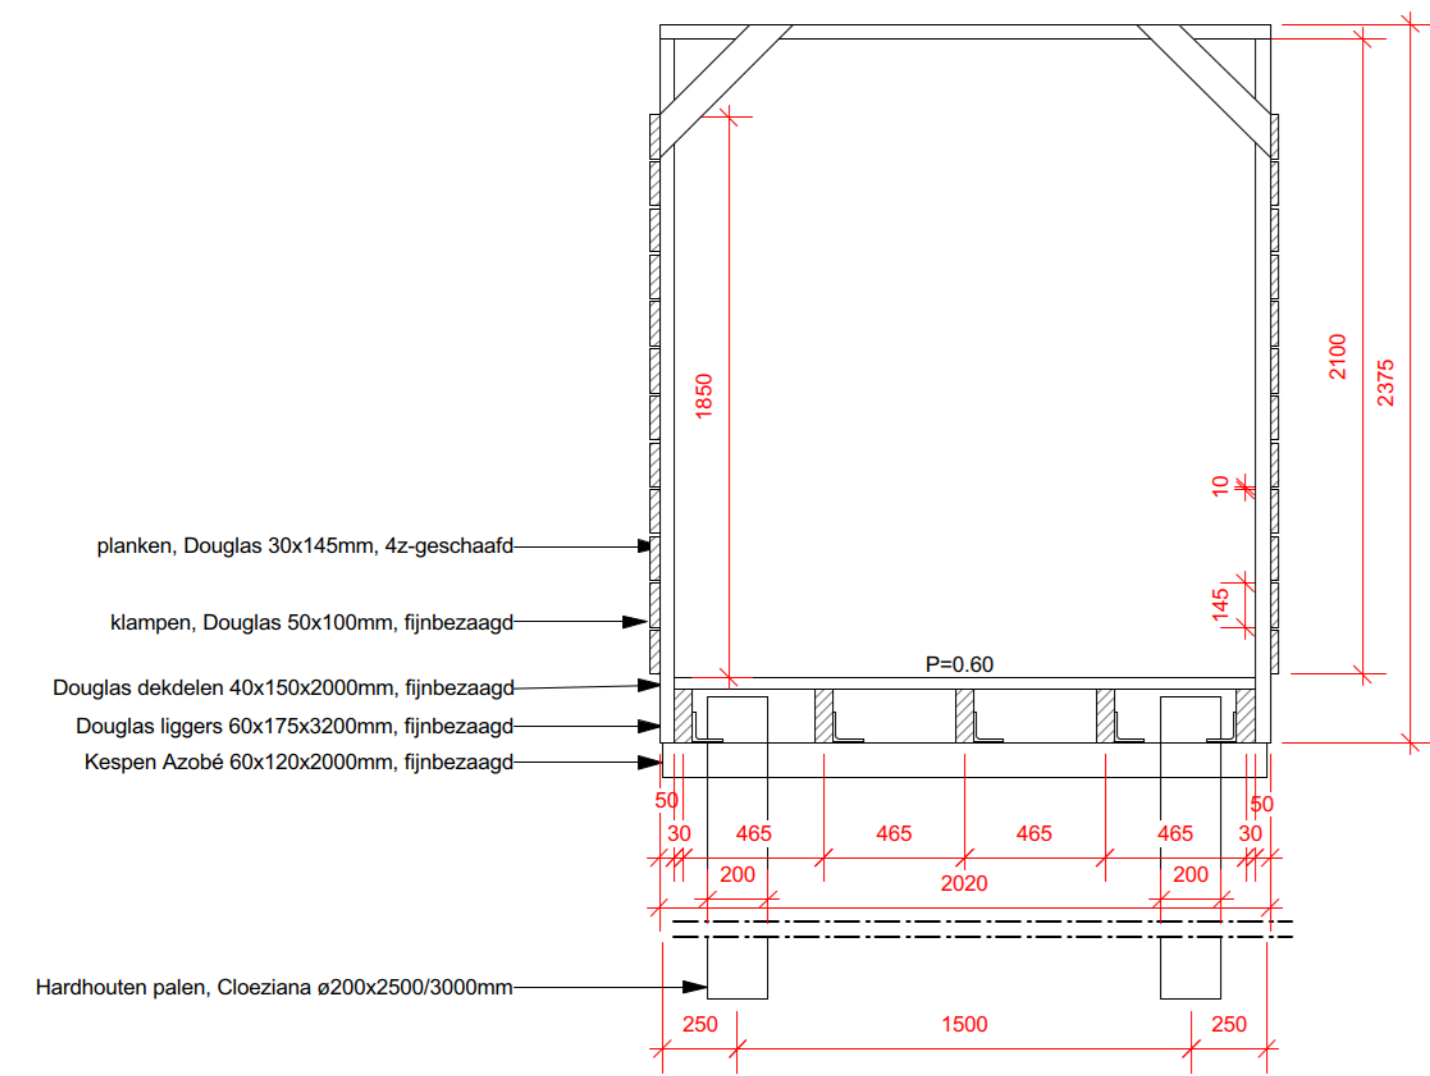 2100
2375
1850
10
planken, Douglas 30x145mm, 4z-geschaafd
145
klampen, Douglas 50x100mm, fijnbezaagd
P=0.60
Douglas dekdelen 40x150x2000mm, fijnbezaagd
Douglas liggers 60x175x3200mm, fijnbezaagd
Kespen Azobé 60x120x2000mm, fijnbezaagd
50
50
30
465
465
465
465
30
200
2020
200
Hardhouten palen, Cloeziana ø200x2500/3000mm
250
1500
250